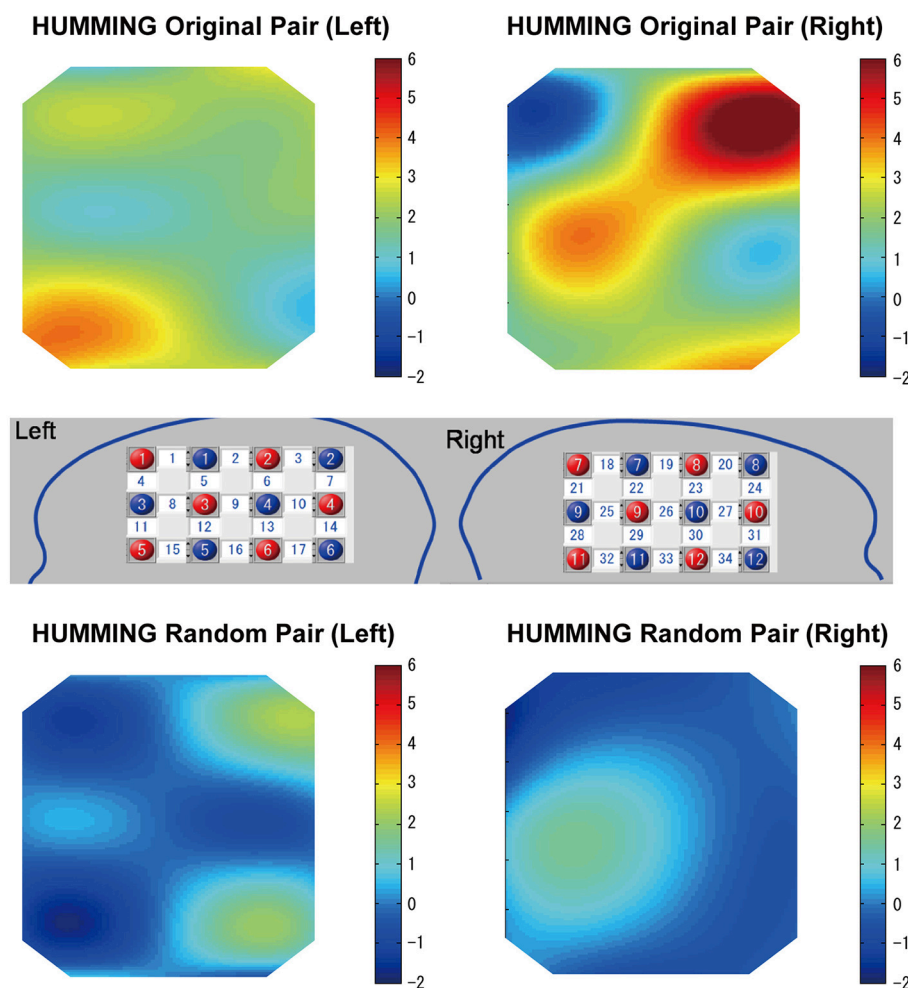 HUMMING Original Pair (Left)
HUMMING Original Pair (Right)
6
5
4
3
2
1
0
−1
−2
6
5
4
3
2
1
0
−1
−2
Left
1 1 1 2 2 3 2
4 5 6 7
3 8 3 9 4 10 4
11 12 13 14
5 15 5 16 6 17 6
Right
7 18 7 19 8 20 8
21 22 23 24
9 25 9 26 10 27 10
28 29 30 31
11 32 11 33 12 34 12
HUMMING Random Pair (Left)
HUMMING Random Pair (Right)
6
5
4
3
2
1
0
−1
−2
6
5
4
3
2
1
0
−1
−2